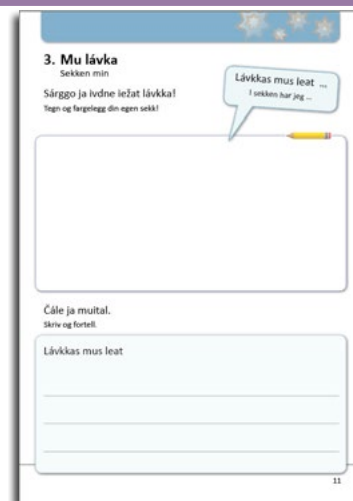 3. Mu lávka
Sekken min
Sárggo ja ivdne iežat lávkka!
Tegn og fargelegg din egen sekk!
Lávkkas mus leat ...
I sekken har jeg ...
Čále ja muital.
Skriv og fortell.
Lávkkas mus leat
11